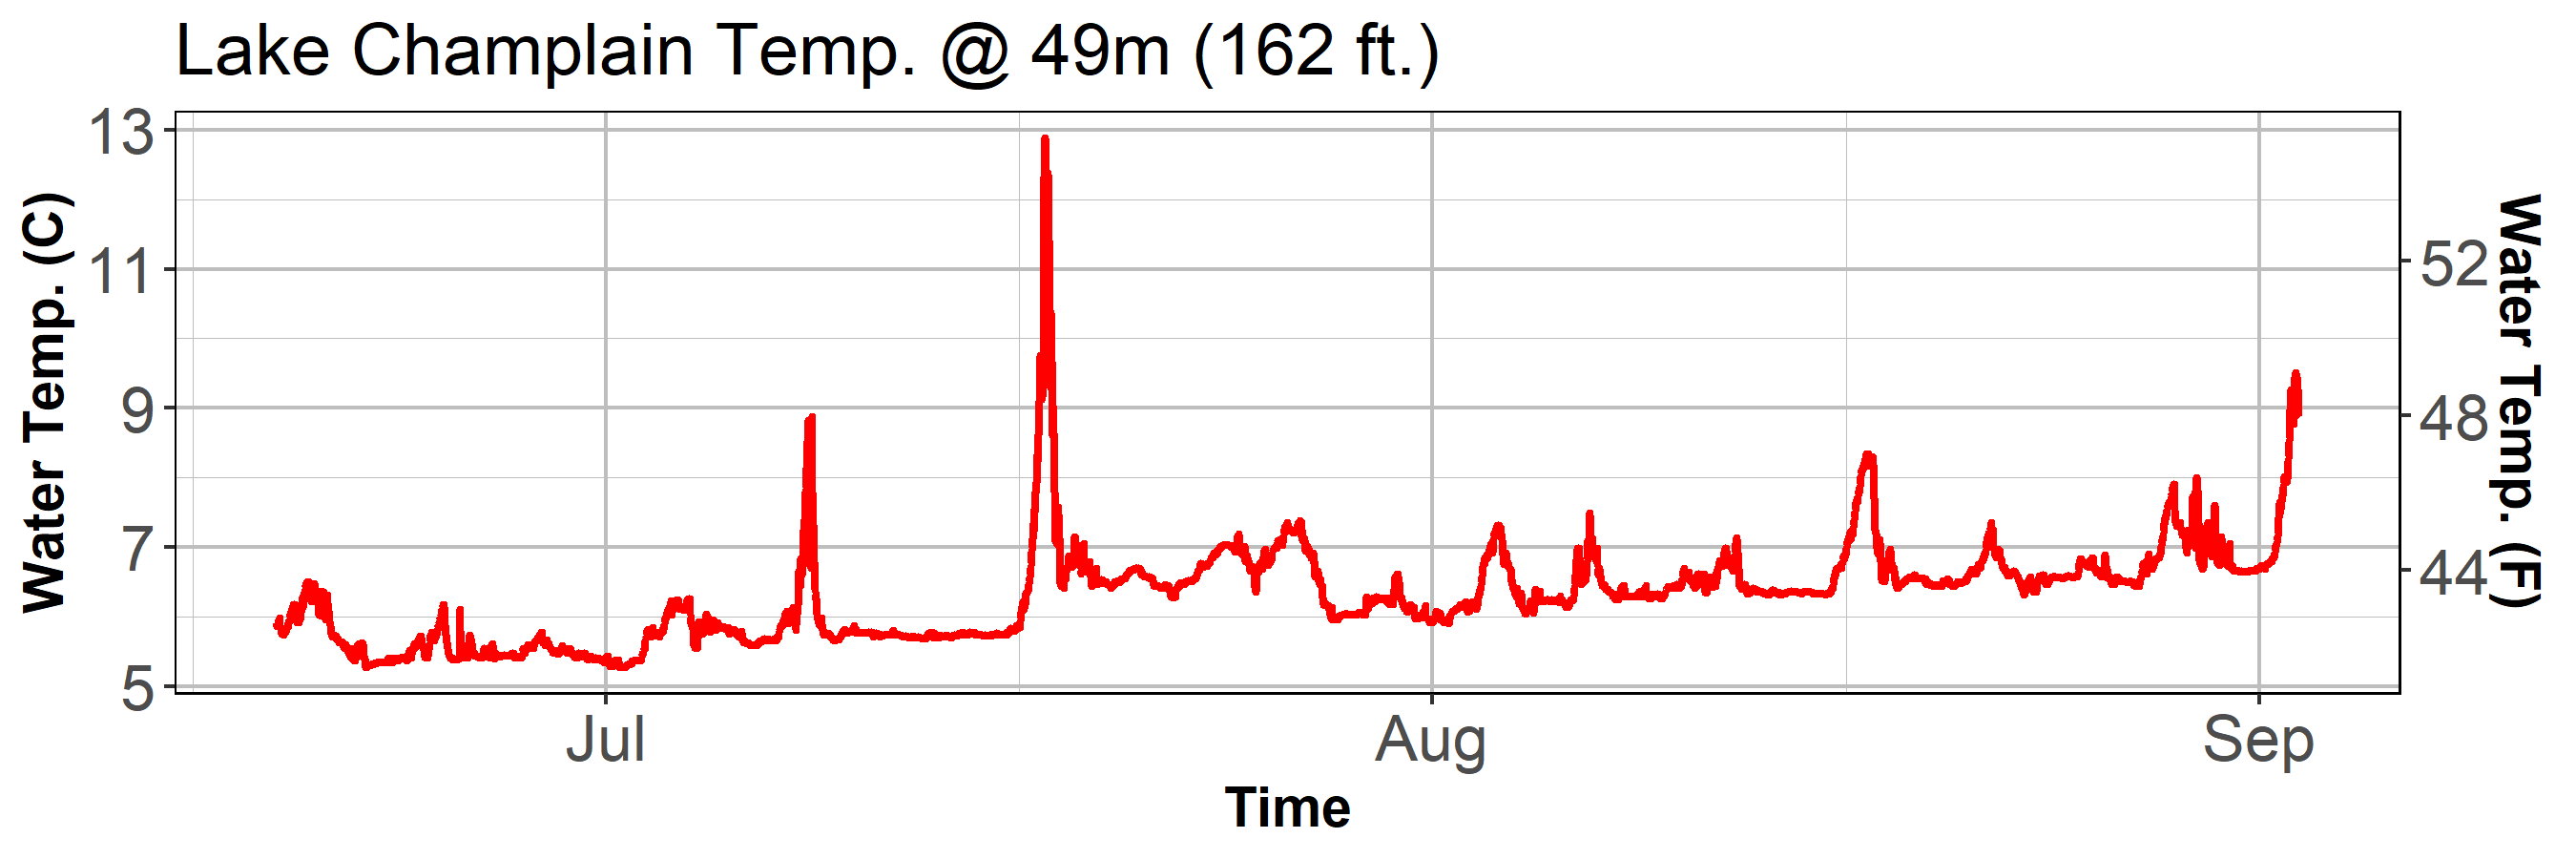 Lake Champlain Temp. @ 49m (162 ft.)
Water Temp. (C)
13
11
9
7
5
52
48
44
Water Temp. (F)
Jul
Aug
Sep
Time